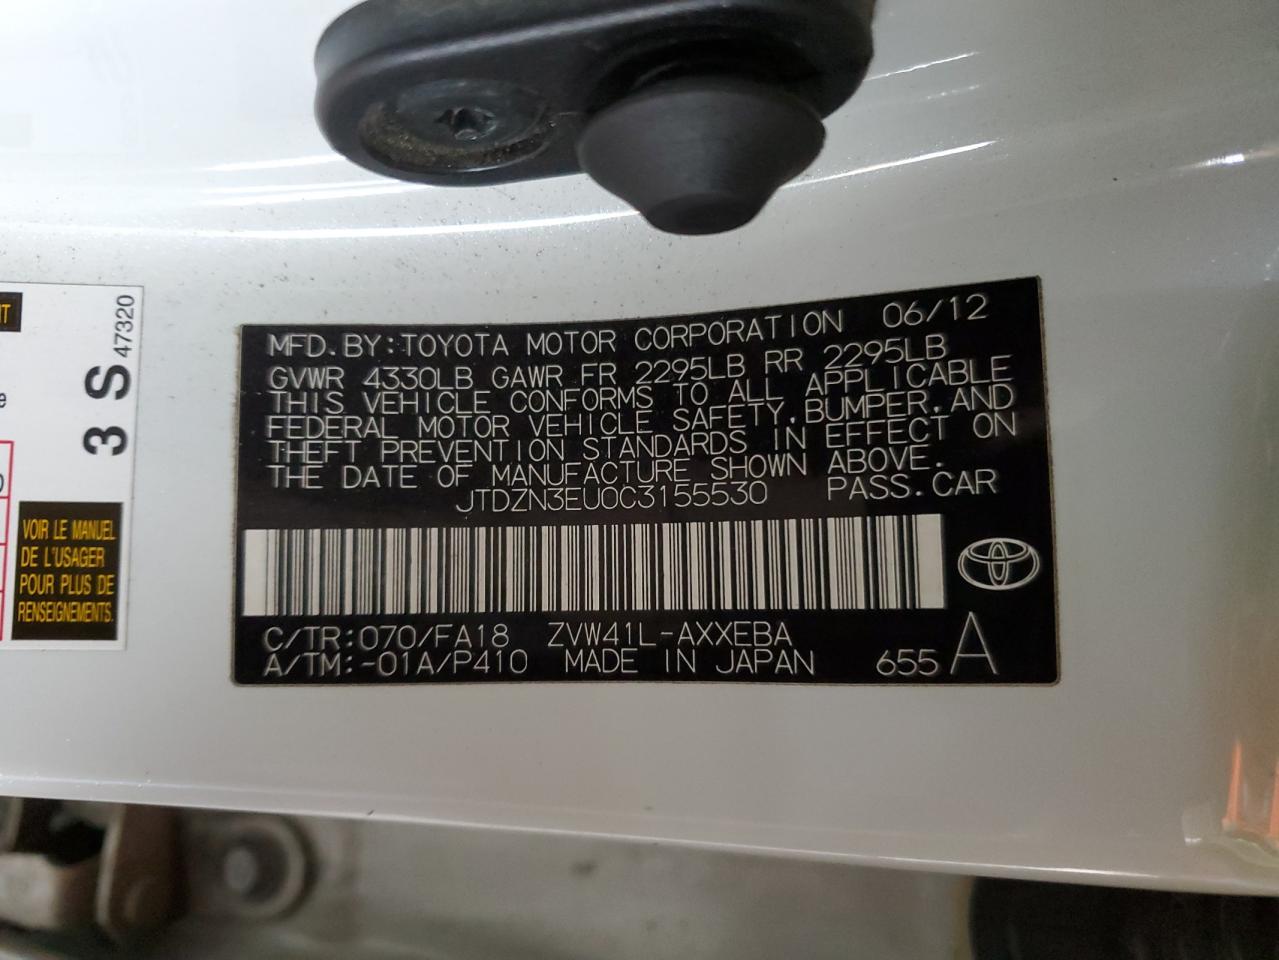 NT
e
)
3 S 47320
VOIR LE MANUEL
DE L'USAGER
POUR PLUS DE
RENSEIGNEMENTS.
MFD. BY: TOYOTA MOTOR CORPORATION 06/12
GVWR 4330LB GAWR FR 2295LB RR 2295LB
THIS VEHICLE CONFORMS TO ALL APPLICABLE
FEDERAL MOTOR VEHICLE SAFETY, BUMPER, AND
THEFT PREVENTION STANDARDS IN EFFECT ON
THE DATE OF MANUFACTURE SHOWN ABOVE.
JTDZN3EU0C3155530 PASS. CAR
C/TR: 070/FA18 ZVW41L-AXXEBA
A/TM: -01A/P410 MADE IN JAPAN 655 A